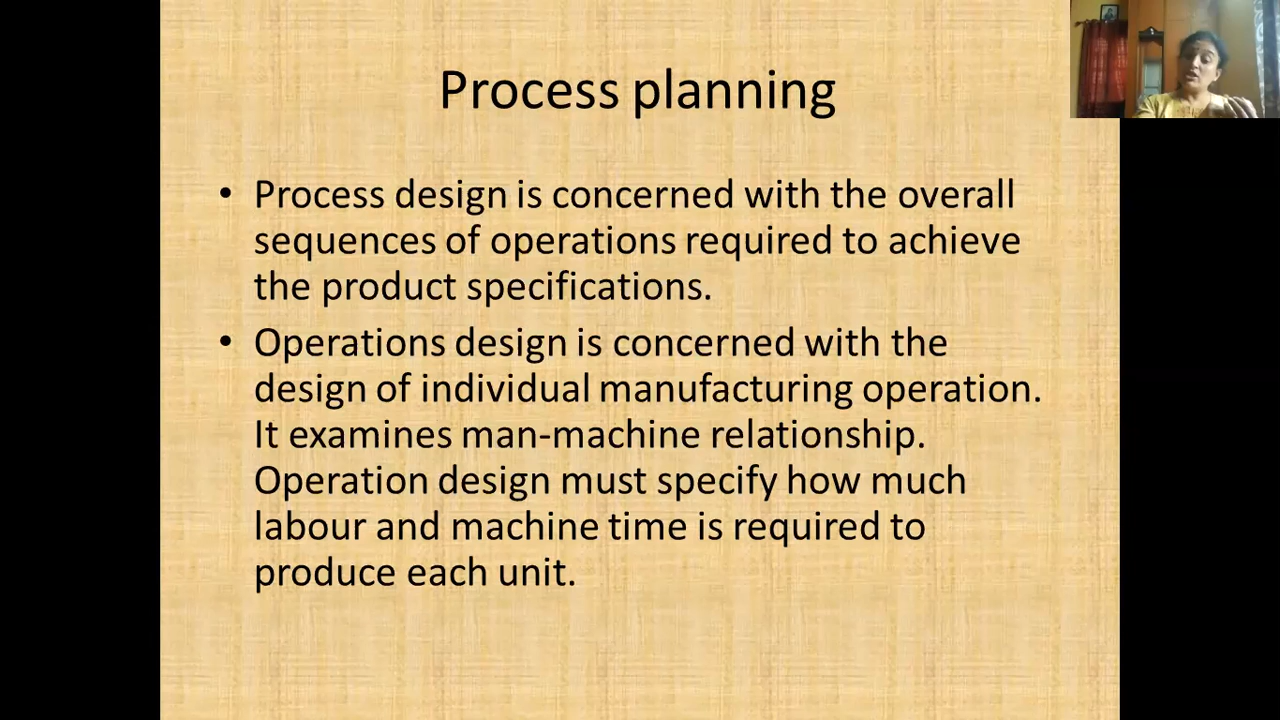 Process planning
• Process design is concerned with the overall
sequences of operations required to achieve
the product specifications.
• Operations design is concerned with the
design of individual manufacturing operation.
It examines man-machine relationship.
Operation design must specify how much
labour and machine time is required to
produce each unit.